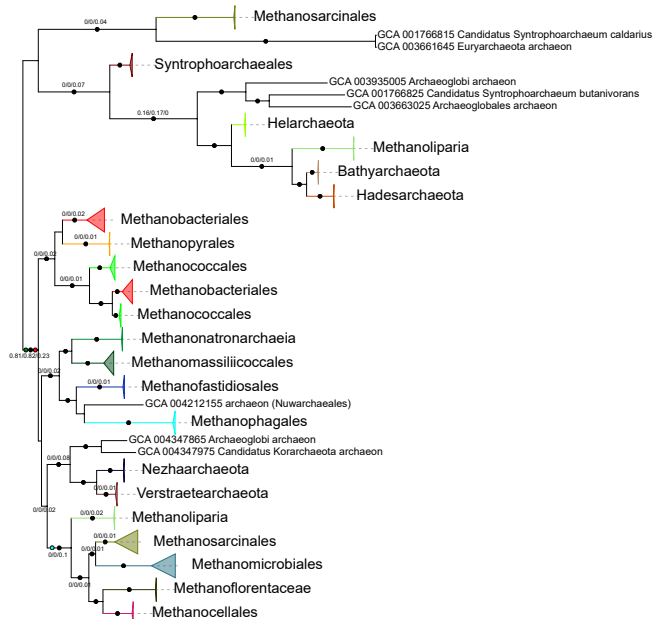 Methanosarcinales
0/0/0.04
GCA 001766815 Candidatus Syntrophoarchaeum caldarius
GCA 003661645 Euryarchaeota archaeon
Syntrophoarchaeales
0/0/0.07
GCA 003935005 Archaeoglobi archaeon
GCA 001766825 Candidatus Syntrophoarchaeum butanivorans
GCA 003663025 Archaeoglobales archaeon
0.16/0.17/0
Helarchaeota
Methanoliparia
0/0/0.01
Bathyarchaeota
Hadesarchaeota
0/0/0.02
Methanobacteriales
0/0/0.01
Methanopyrales
0/0/0.02
Methanococcales
0/0/0.01
Methanobacteriales
Methanococcales
Methanonatronarchaeia
0.81/0.82/0.23
Methanomassiliicoccales
0/0/0.02
0/0/0.01
Methanofastidiosales
GCA 004212155 archaeon (Nuwarchaeales)
Methanophagales
GCA 004347865 Archaeoglobi archaeon
GCA 004347975 Candidatus Korarchaeota archaeon
0/0/0.08
Nezhaarchaeota
0/0/0.01
Verstraetearchaeota
0/0/0.02
0/0/0.02
Methanoliparia
0/0/0.01
Methanosarcinales
0/0/0.1
0/0/0.01
Methanomicrobiales
0/0/0.01
Methanoflorentaceae
Methanocellales